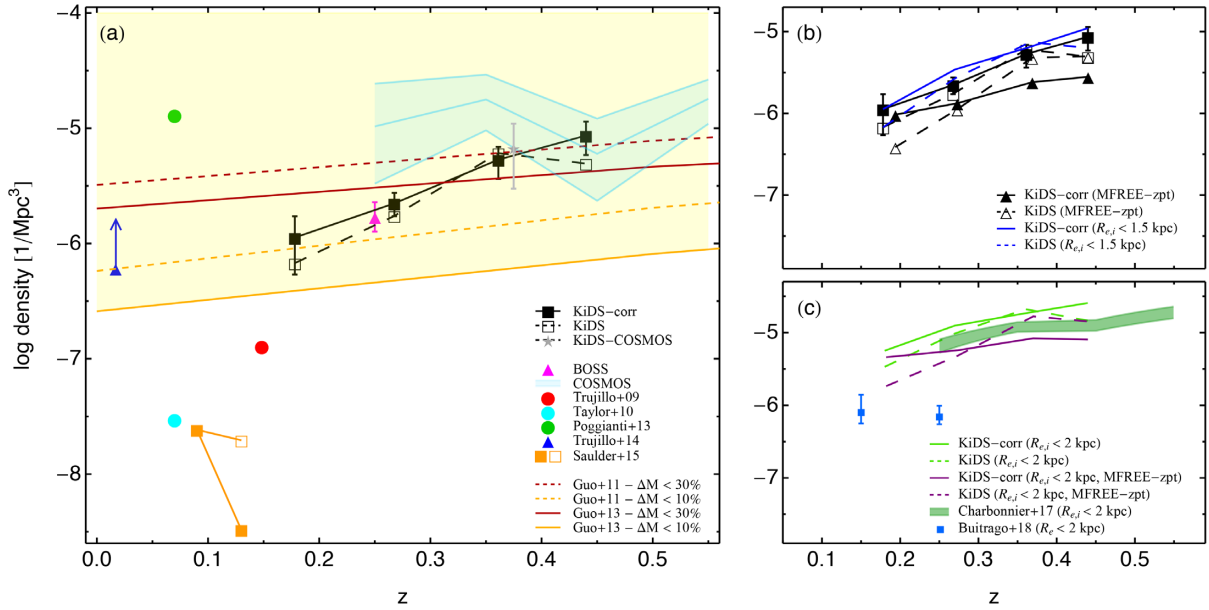 (a)
−4
−5
−6
−7
−8
log density [1/Mpc³]
0.0 0.1 0.2 0.3 0.4 0.5
z
KiDS−corr
KiDS
KiDS−COSMOS
BOSS
COSMOS
Trujillo+09
Taylor+10
Poggianti+13
Trujillo+14
Saulder+15
Guo+11 − ΔM < 30%
Guo+11 − ΔM < 10%
Guo+13 − ΔM < 30%
Guo+13 − ΔM < 10%
(b)
−5
−6
−7
KiDS−corr (MFREE−zpt)
KiDS (MFREE−zpt)
KiDS−corr (Re,i < 1.5 kpc)
KiDS (Re,i < 1.5 kpc)
(c)
−5
−6
−7
KiDS−corr (Re,i < 2 kpc)
KiDS (Re,i < 2 kpc)
KiDS−corr (Re,i < 2 kpc, MFREE−zpt)
KiDS (Re,i < 2 kpc, MFREE−zpt)
Charbonnier+17 (Re,i < 2 kpc)
Buitrago+18 (Re < 2 kpc)
0.1 0.2 0.3 0.4 0.5
z